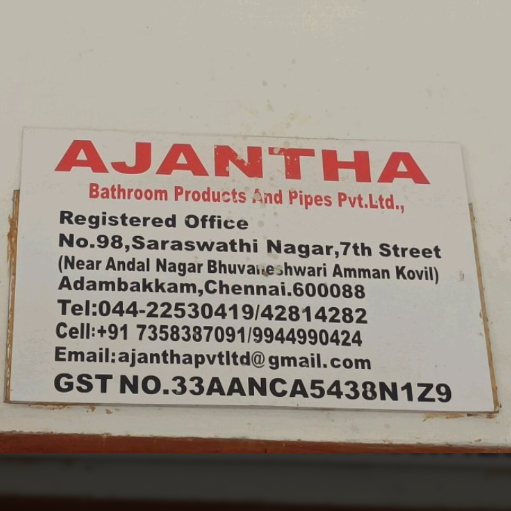 AJANTHA
Bathroom Products And Pipes Pvt.Ltd.,
Registered Office
No.98,Saraswathi Nagar,7th Street
(Near Andal Nagar Bhuvaneshwari Amman Kovil)
Adambakkam,Chennai.600088
Tel:044-22530419/42814282
Cell:+91 7358387091/9944990424
Email:ajanthapvtltd@gmail.com
GST NO.33AANCA5438N1Z9